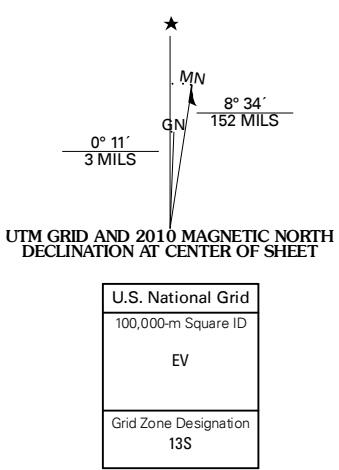 ★
MN
8° 34´
152 MILS
GN
0° 11´
3 MILS
UTM GRID AND 2010 MAGNETIC NORTH
DECLINATION AT CENTER OF SHEET
U.S. National Grid
100,000-m Square ID
EV
Grid Zone Designation
13S